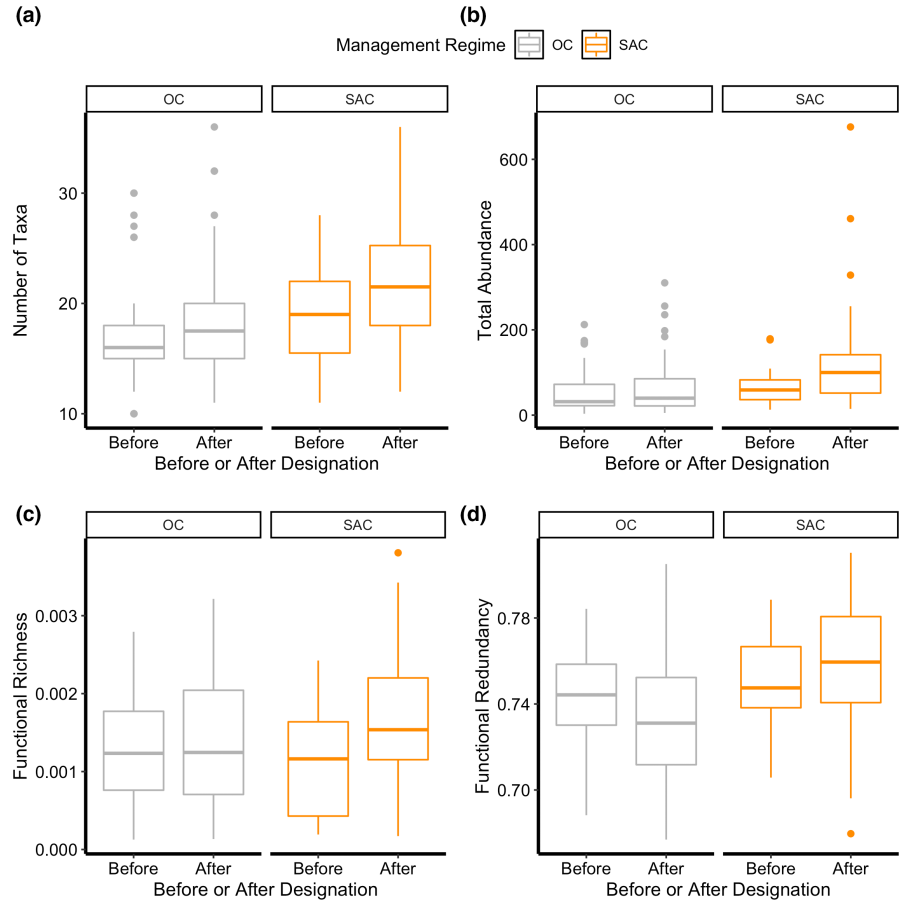 (a)
(b)
Management Regime OC SAC
OC SAC
Number of Taxa
30
20
10
Before After Before After
Before or After Designation
OC SAC
Total Abundance
600
400
200
0
Before After Before After
Before or After Designation
(c)
OC SAC
Functional Richness
0.003
0.002
0.001
0.000
Before After Before After
Before or After Designation
(d)
OC SAC
Functional Redundancy
0.78
0.74
0.70
Before After Before After
Before or After Designation